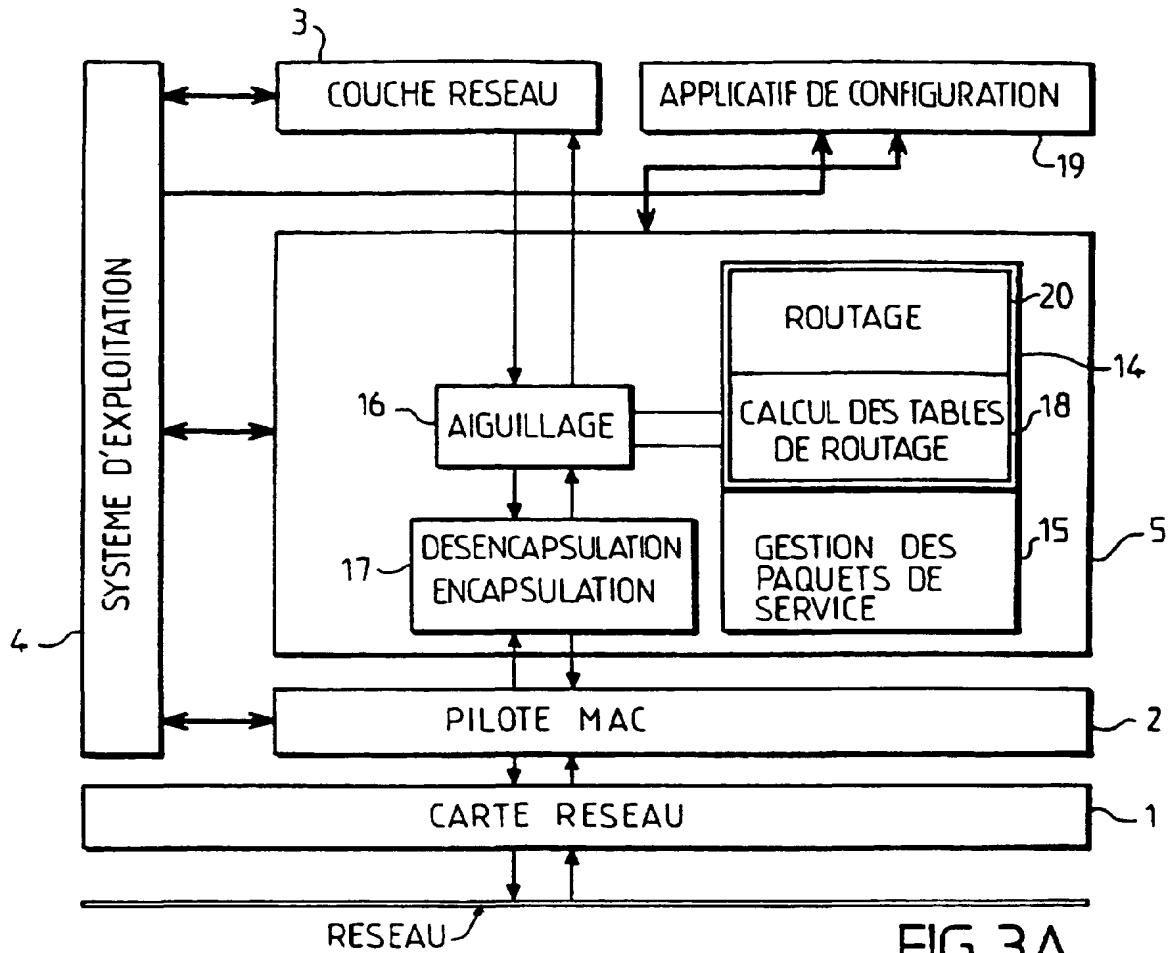 3
COUCHE RESEAU
APPLICATIF DE CONFIGURATION
19
SYSTÈME D'EXPLOITATION
4
ROUTAGE
20
14
16
AIGUILLAGE
CALCUL DES TABLES
DE ROUTAGE
18
17
DESENCAPSULATION
ENCAPSULATION
GESTION DES
PAQUETS DE
SERVICE
15
5
PILOTE MAC
2
CARTE RESEAU
1
RESEAU
FIG 3A